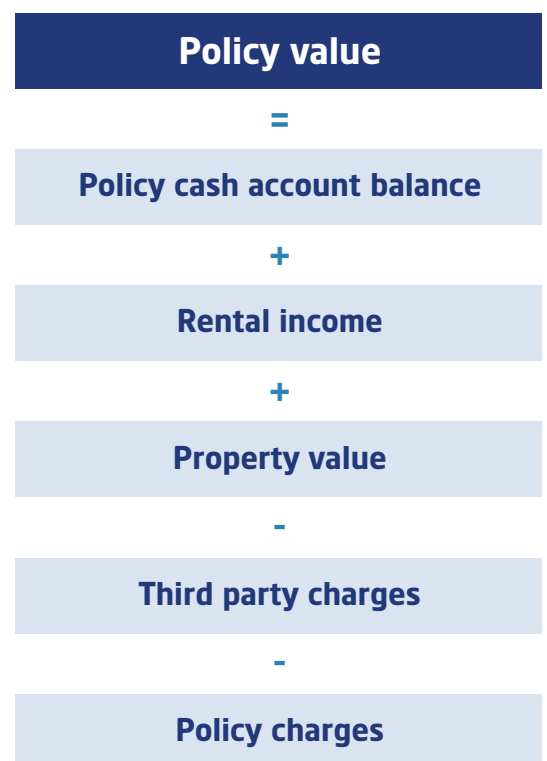 Policy value
=
Policy cash account balance
+
Rental income
+
Property value
-
Third party charges
-
Policy charges